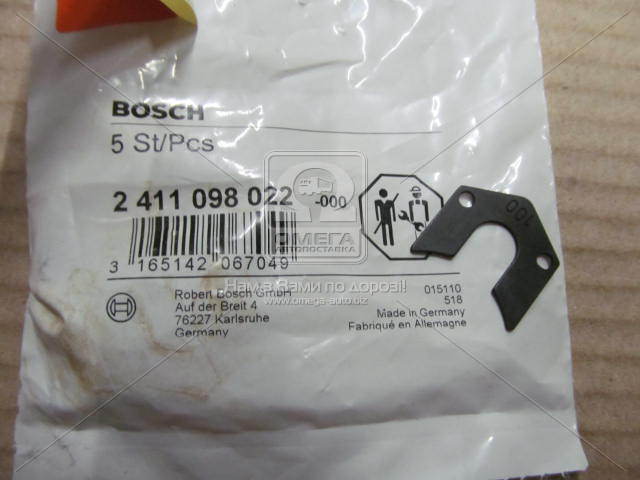 BOSCH
5 St/Pcs
2 411 098 022 -000
3 165142 067049
Robert Bosch GmbH
Auf der Breit 4
76227 Karlsruhe
Germany
015110
518
Made in Germany
Fabriqué en Allemagne
100
ОМЕГА
АВТОПОСТАВКА
Нам з Вами по дорозі!
www.omega-auto.biz